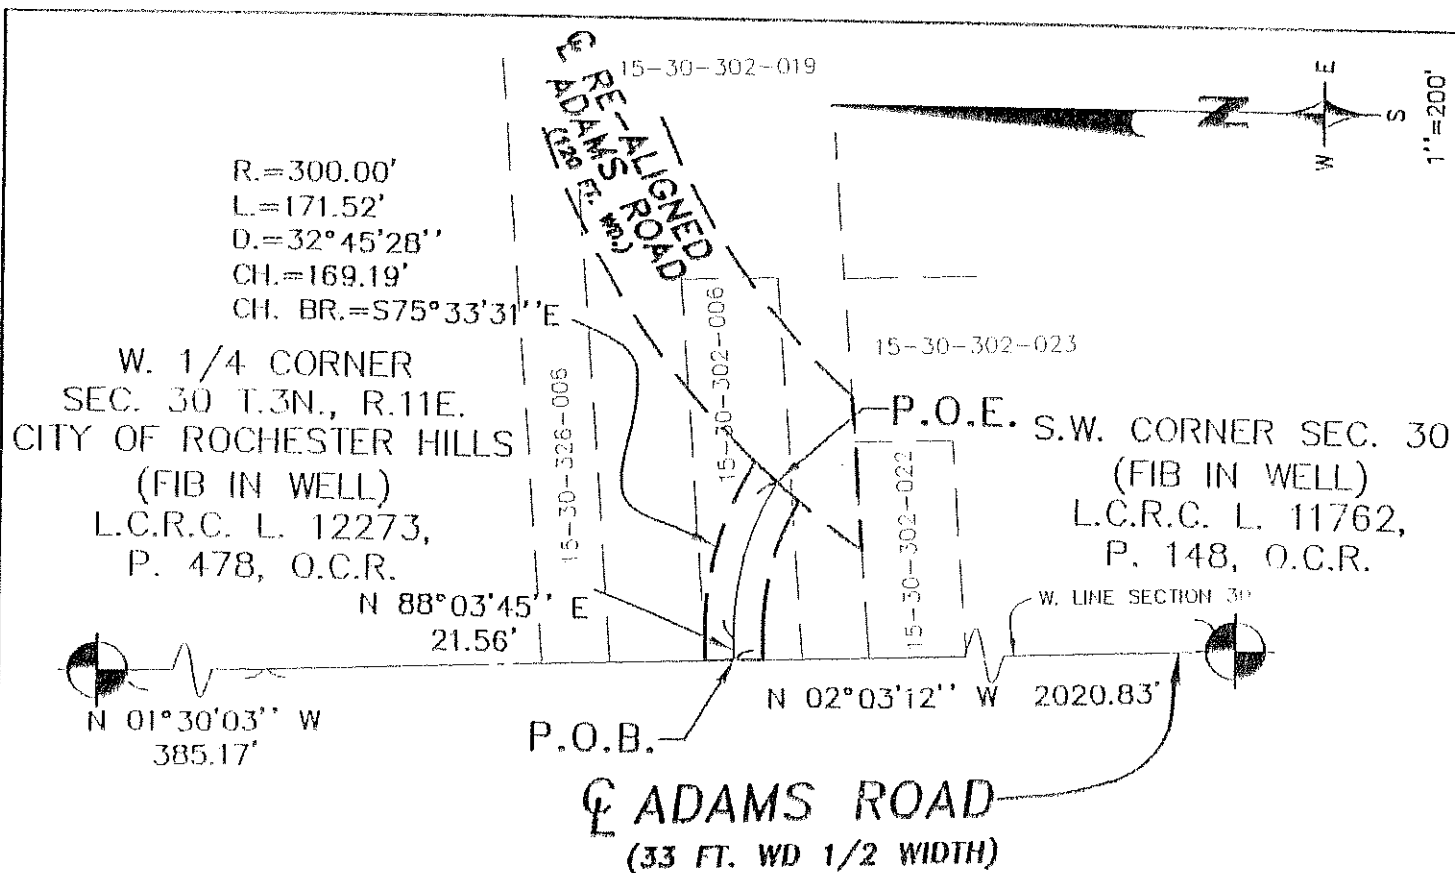 ℄ RE-ALIGNED
ADAMS ROAD
(120 FT. WD.)
15-30-302-019
N
E
S
W
1''=200'
R.=300.00'
L.=171.52'
D.=32°45'28''
CH.=169.19'
CH. BR.=S75°33'31''E
W. 1/4 CORNER
SEC. 30 T.3N., R.11E.
CITY OF ROCHESTER HILLS
(FIB IN WELL)
L.C.R.C. L. 12273,
P. 478, O.C.R.
15-30-326-006
15-30-302-006
15-30-302-023
P.O.E.
15-30-302-022
S.W. CORNER SEC. 30
(FIB IN WELL)
L.C.R.C. L. 11762,
P. 148, O.C.R.
N 88°03'45'' E
21.56'
W. LINE SECTION 30
N 01°30'03'' W
385.17'
N 02°03'12'' W 2020.83'
P.O.B.
℄ ADAMS ROAD
(33 FT. WD 1/2 WIDTH)